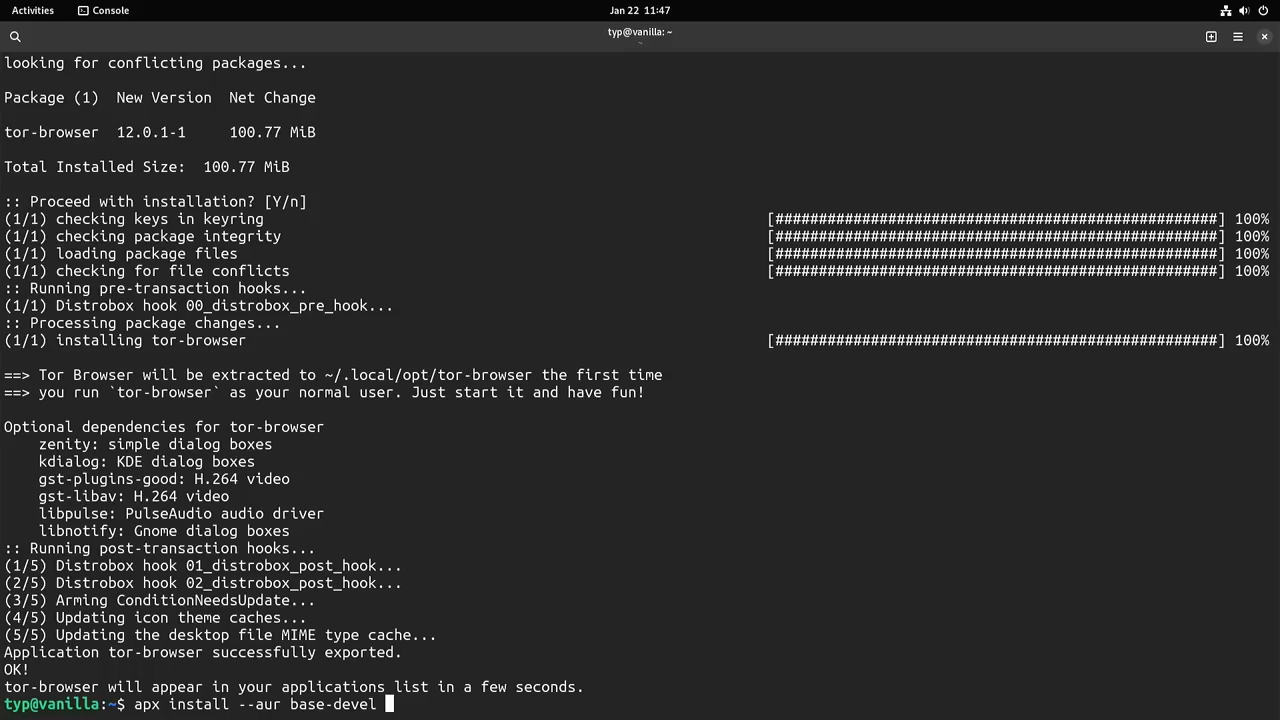 Activities
Console
Jan 22 11:47
typ@vanilla: ~
~
looking for conflicting packages...
Package (1)  New Version  Net Change
tor-browser  12.0.1-1     100.77 MiB
Total Installed Size:  100.77 MiB
:: Proceed with installation? [Y/n]
(1/1) checking keys in keyring [###################################################] 100%
(1/1) checking package integrity [###################################################] 100%
(1/1) loading package files [###################################################] 100%
(1/1) checking for file conflicts [###################################################] 100%
:: Running pre-transaction hooks...
(1/1) Distrobox hook 00_distrobox_pre_hook...
:: Processing package changes...
(1/1) installing tor-browser [###################################################] 100%
==> Tor Browser will be extracted to ~/.local/opt/tor-browser the first time
==> you run `tor-browser` as your normal user. Just start it and have fun!
Optional dependencies for tor-browser
    zenity: simple dialog boxes
    kdialog: KDE dialog boxes
    gst-plugins-good: H.264 video
    gst-libav: H.264 video
    libpulse: PulseAudio audio driver
    libnotify: Gnome dialog boxes
:: Running post-transaction hooks...
(1/5) Distrobox hook 01_distrobox_post_hook...
(2/5) Distrobox hook 02_distrobox_post_hook...
(3/5) Arming ConditionNeedsUpdate...
(4/5) Updating icon theme caches...
(5/5) Updating the desktop file MIME type cache...
Application tor-browser successfully exported.
OK!
tor-browser will appear in your applications list in a few seconds.
typ@vanilla:~$ apx install --aur base-devel